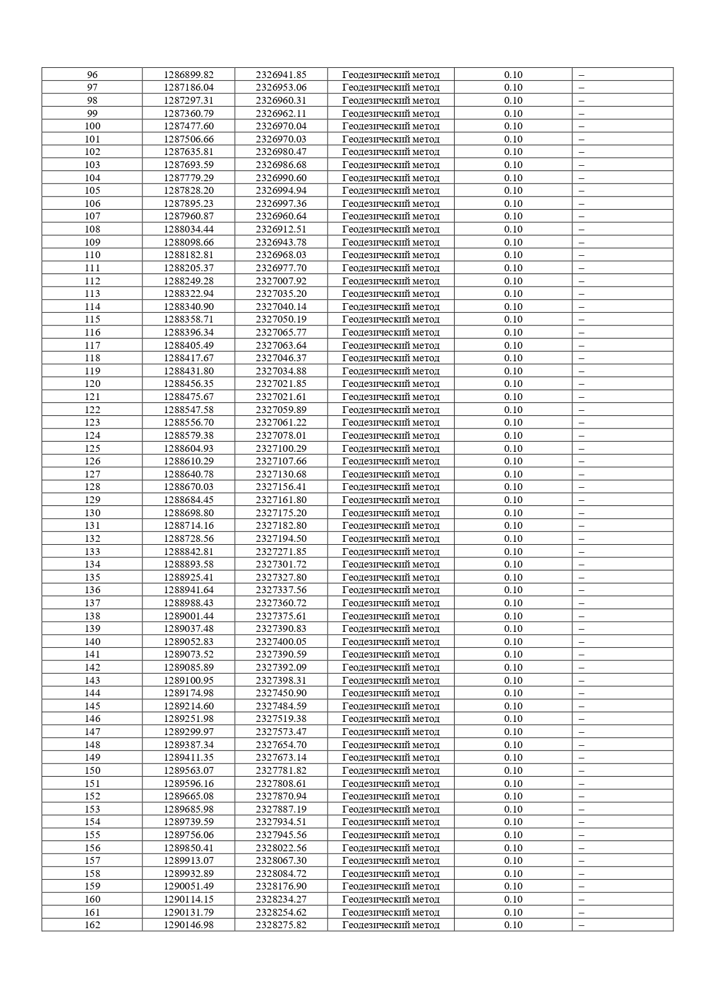 96 1286899.82 2326941.85 Геодезический метод 0.10 –
97 1287186.04 2326953.06 Геодезический метод 0.10 –
98 1287297.31 2326960.31 Геодезический метод 0.10 –
99 1287360.79 2326962.11 Геодезический метод 0.10 –
100 1287477.60 2326970.04 Геодезический метод 0.10 –
101 1287506.66 2326970.03 Геодезический метод 0.10 –
102 1287635.81 2326980.47 Геодезический метод 0.10 –
103 1287693.59 2326986.68 Геодезический метод 0.10 –
104 1287779.29 2326990.60 Геодезический метод 0.10 –
105 1287828.20 2326994.94 Геодезический метод 0.10 –
106 1287895.23 2326997.36 Геодезический метод 0.10 –
107 1287960.87 2326960.64 Геодезический метод 0.10 –
108 1288034.44 2326912.51 Геодезический метод 0.10 –
109 1288098.66 2326943.78 Геодезический метод 0.10 –
110 1288182.81 2326968.03 Геодезический метод 0.10 –
111 1288205.37 2326977.70 Геодезический метод 0.10 –
112 1288249.28 2327007.92 Геодезический метод 0.10 –
113 1288322.94 2327035.20 Геодезический метод 0.10 –
114 1288340.90 2327040.14 Геодезический метод 0.10 –
115 1288358.71 2327050.19 Геодезический метод 0.10 –
116 1288396.34 2327065.77 Геодезический метод 0.10 –
117 1288405.49 2327063.64 Геодезический метод 0.10 –
118 1288417.67 2327046.37 Геодезический метод 0.10 –
119 1288431.80 2327034.88 Геодезический метод 0.10 –
120 1288456.35 2327021.85 Геодезический метод 0.10 –
121 1288475.67 2327021.61 Геодезический метод 0.10 –
122 1288547.58 2327059.89 Геодезический метод 0.10 –
123 1288556.70 2327061.22 Геодезический метод 0.10 –
124 1288579.38 2327078.01 Геодезический метод 0.10 –
125 1288604.93 2327100.29 Геодезический метод 0.10 –
126 1288610.29 2327107.66 Геодезический метод 0.10 –
127 1288640.78 2327130.68 Геодезический метод 0.10 –
128 1288670.03 2327156.41 Геодезический метод 0.10 –
129 1288684.45 2327161.80 Геодезический метод 0.10 –
130 1288698.80 2327175.20 Геодезический метод 0.10 –
131 1288714.16 2327182.80 Геодезический метод 0.10 –
132 1288728.56 2327194.50 Геодезический метод 0.10 –
133 1288842.81 2327271.85 Геодезический метод 0.10 –
134 1288893.58 2327301.72 Геодезический метод 0.10 –
135 1288925.41 2327327.80 Геодезический метод 0.10 –
136 1288941.64 2327337.56 Геодезический метод 0.10 –
137 1288988.43 2327360.72 Геодезический метод 0.10 –
138 1289001.44 2327375.61 Геодезический метод 0.10 –
139 1289037.48 2327390.83 Геодезический метод 0.10 –
140 1289052.83 2327400.05 Геодезический метод 0.10 –
141 1289073.52 2327390.59 Геодезический метод 0.10 –
142 1289085.89 2327392.09 Геодезический метод 0.10 –
143 1289100.95 2327398.31 Геодезический метод 0.10 –
144 1289174.98 2327450.90 Геодезический метод 0.10 –
145 1289214.60 2327484.59 Геодезический метод 0.10 –
146 1289251.98 2327519.38 Геодезический метод 0.10 –
147 1289299.97 2327573.47 Геодезический метод 0.10 –
148 1289387.34 2327654.70 Геодезический метод 0.10 –
149 1289411.35 2327673.14 Геодезический метод 0.10 –
150 1289563.07 2327781.82 Геодезический метод 0.10 –
151 1289596.16 2327808.61 Геодезический метод 0.10 –
152 1289665.08 2327870.94 Геодезический метод 0.10 –
153 1289685.98 2327887.19 Геодезический метод 0.10 –
154 1289739.59 2327934.51 Геодезический метод 0.10 –
155 1289756.06 2327945.56 Геодезический метод 0.10 –
156 1289850.41 2328022.56 Геодезический метод 0.10 –
157 1289913.07 2328067.30 Геодезический метод 0.10 –
158 1289932.89 2328084.72 Геодезический метод 0.10 –
159 1290051.49 2328176.90 Геодезический метод 0.10 –
160 1290114.15 2328234.27 Геодезический метод 0.10 –
161 1290131.79 2328254.62 Геодезический метод 0.10 –
162 1290146.98 2328275.82 Геодезический метод 0.10 –